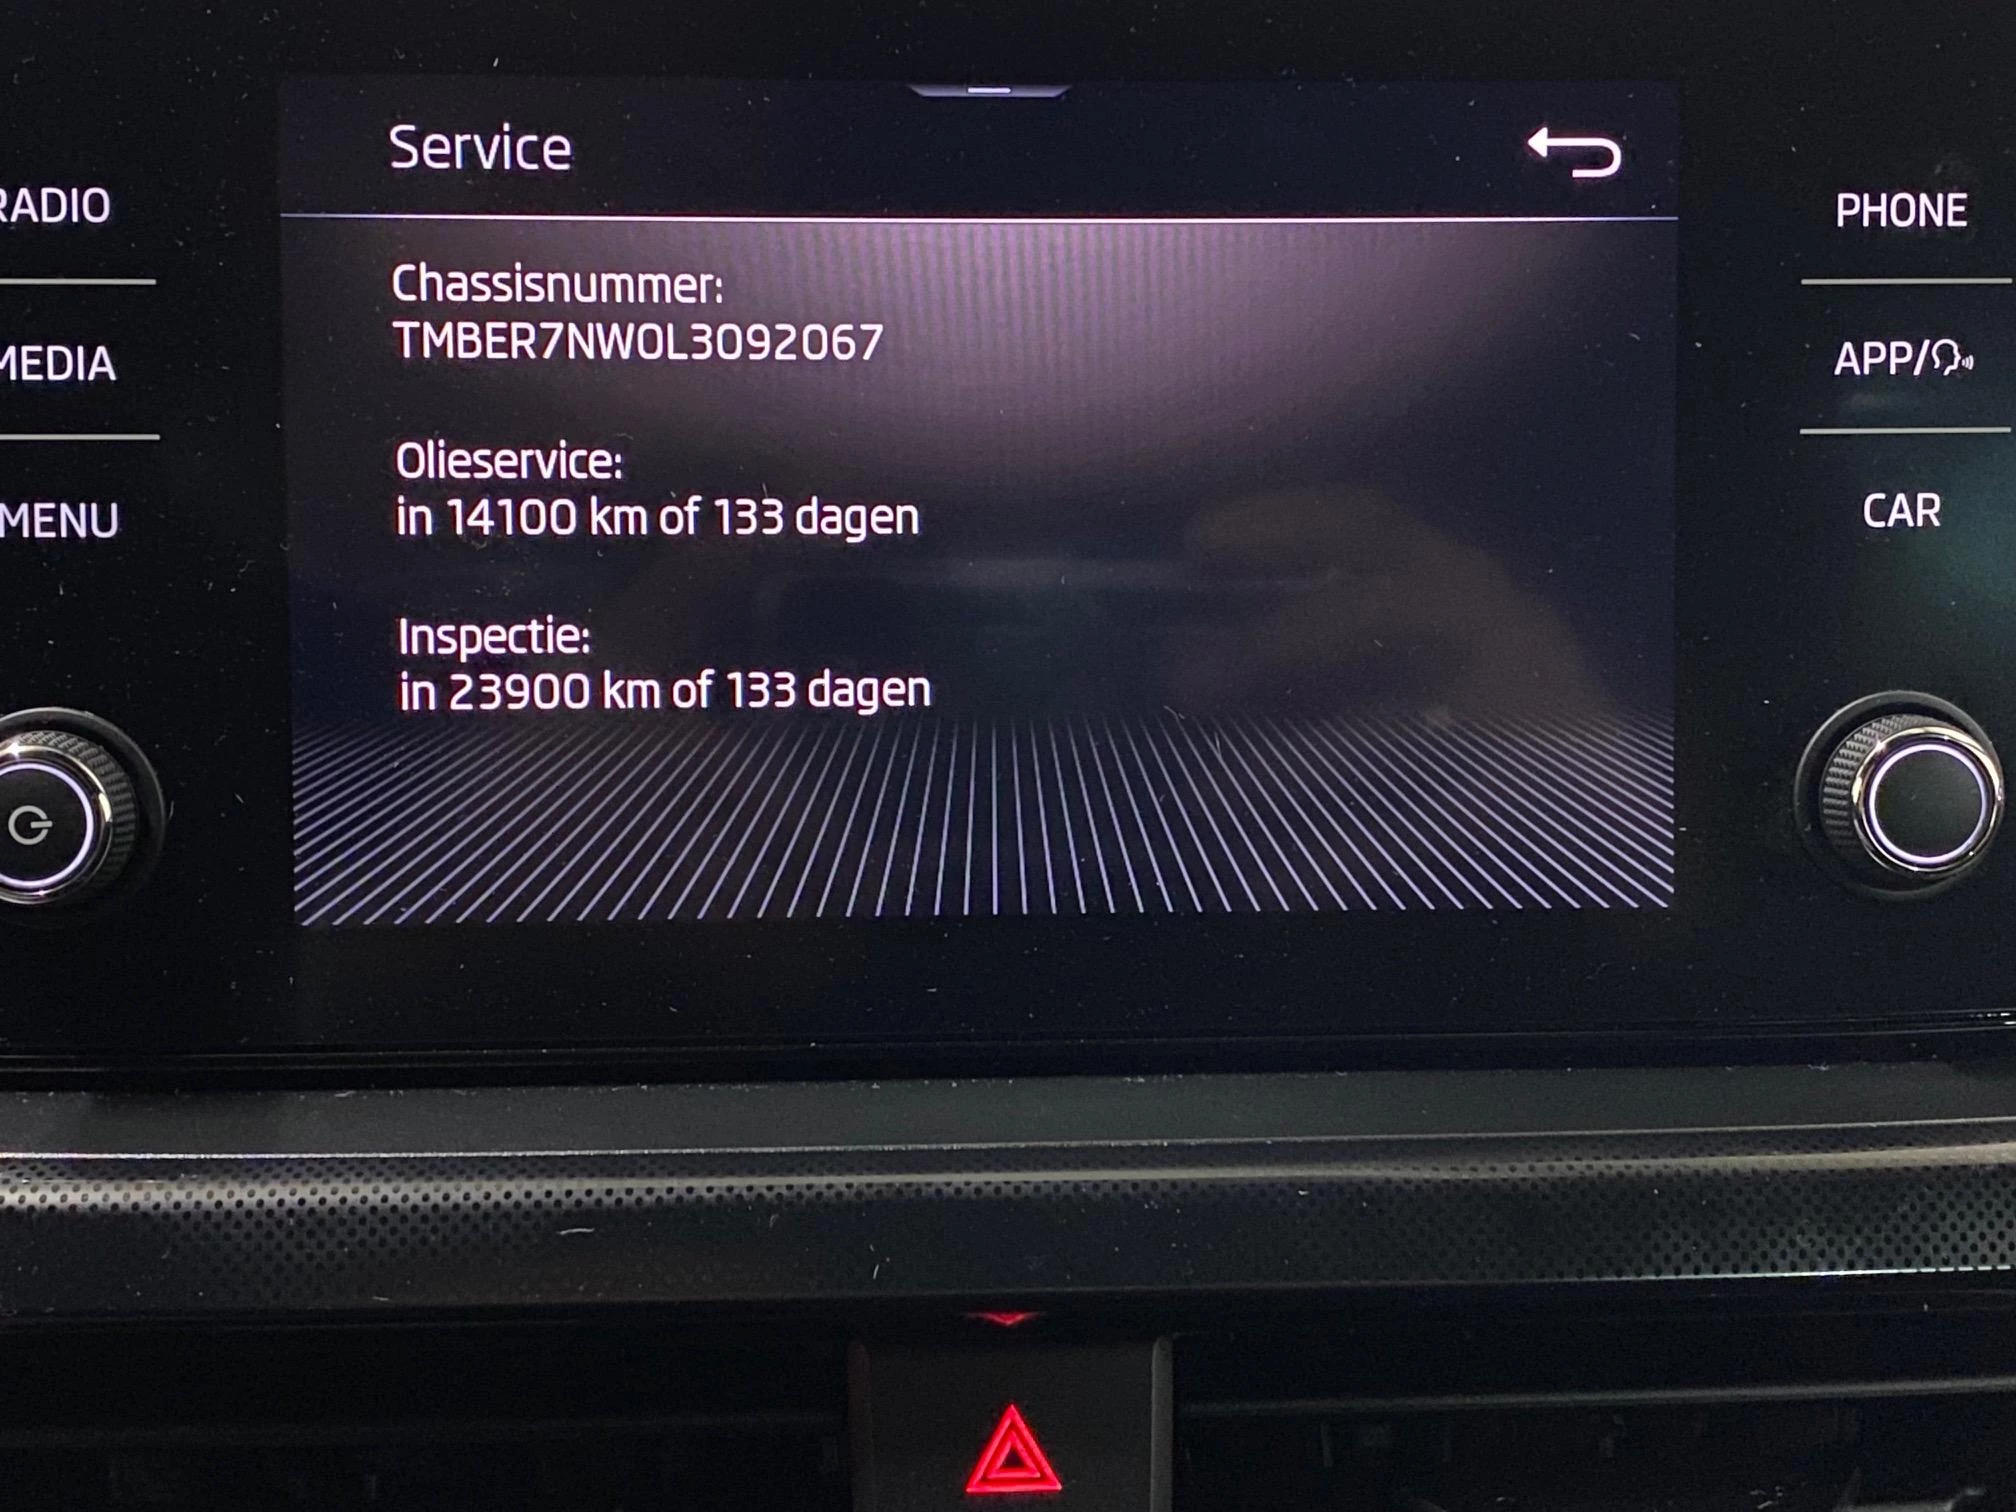 Service
RADIO
PHONE
Chassisnummer:
TMBER7NW0L3092067
MEDIA
APP/
Olieservice:
in 14100 km of 133 dagen
MENU
CAR
Inspectie:
in 23900 km of 133 dagen